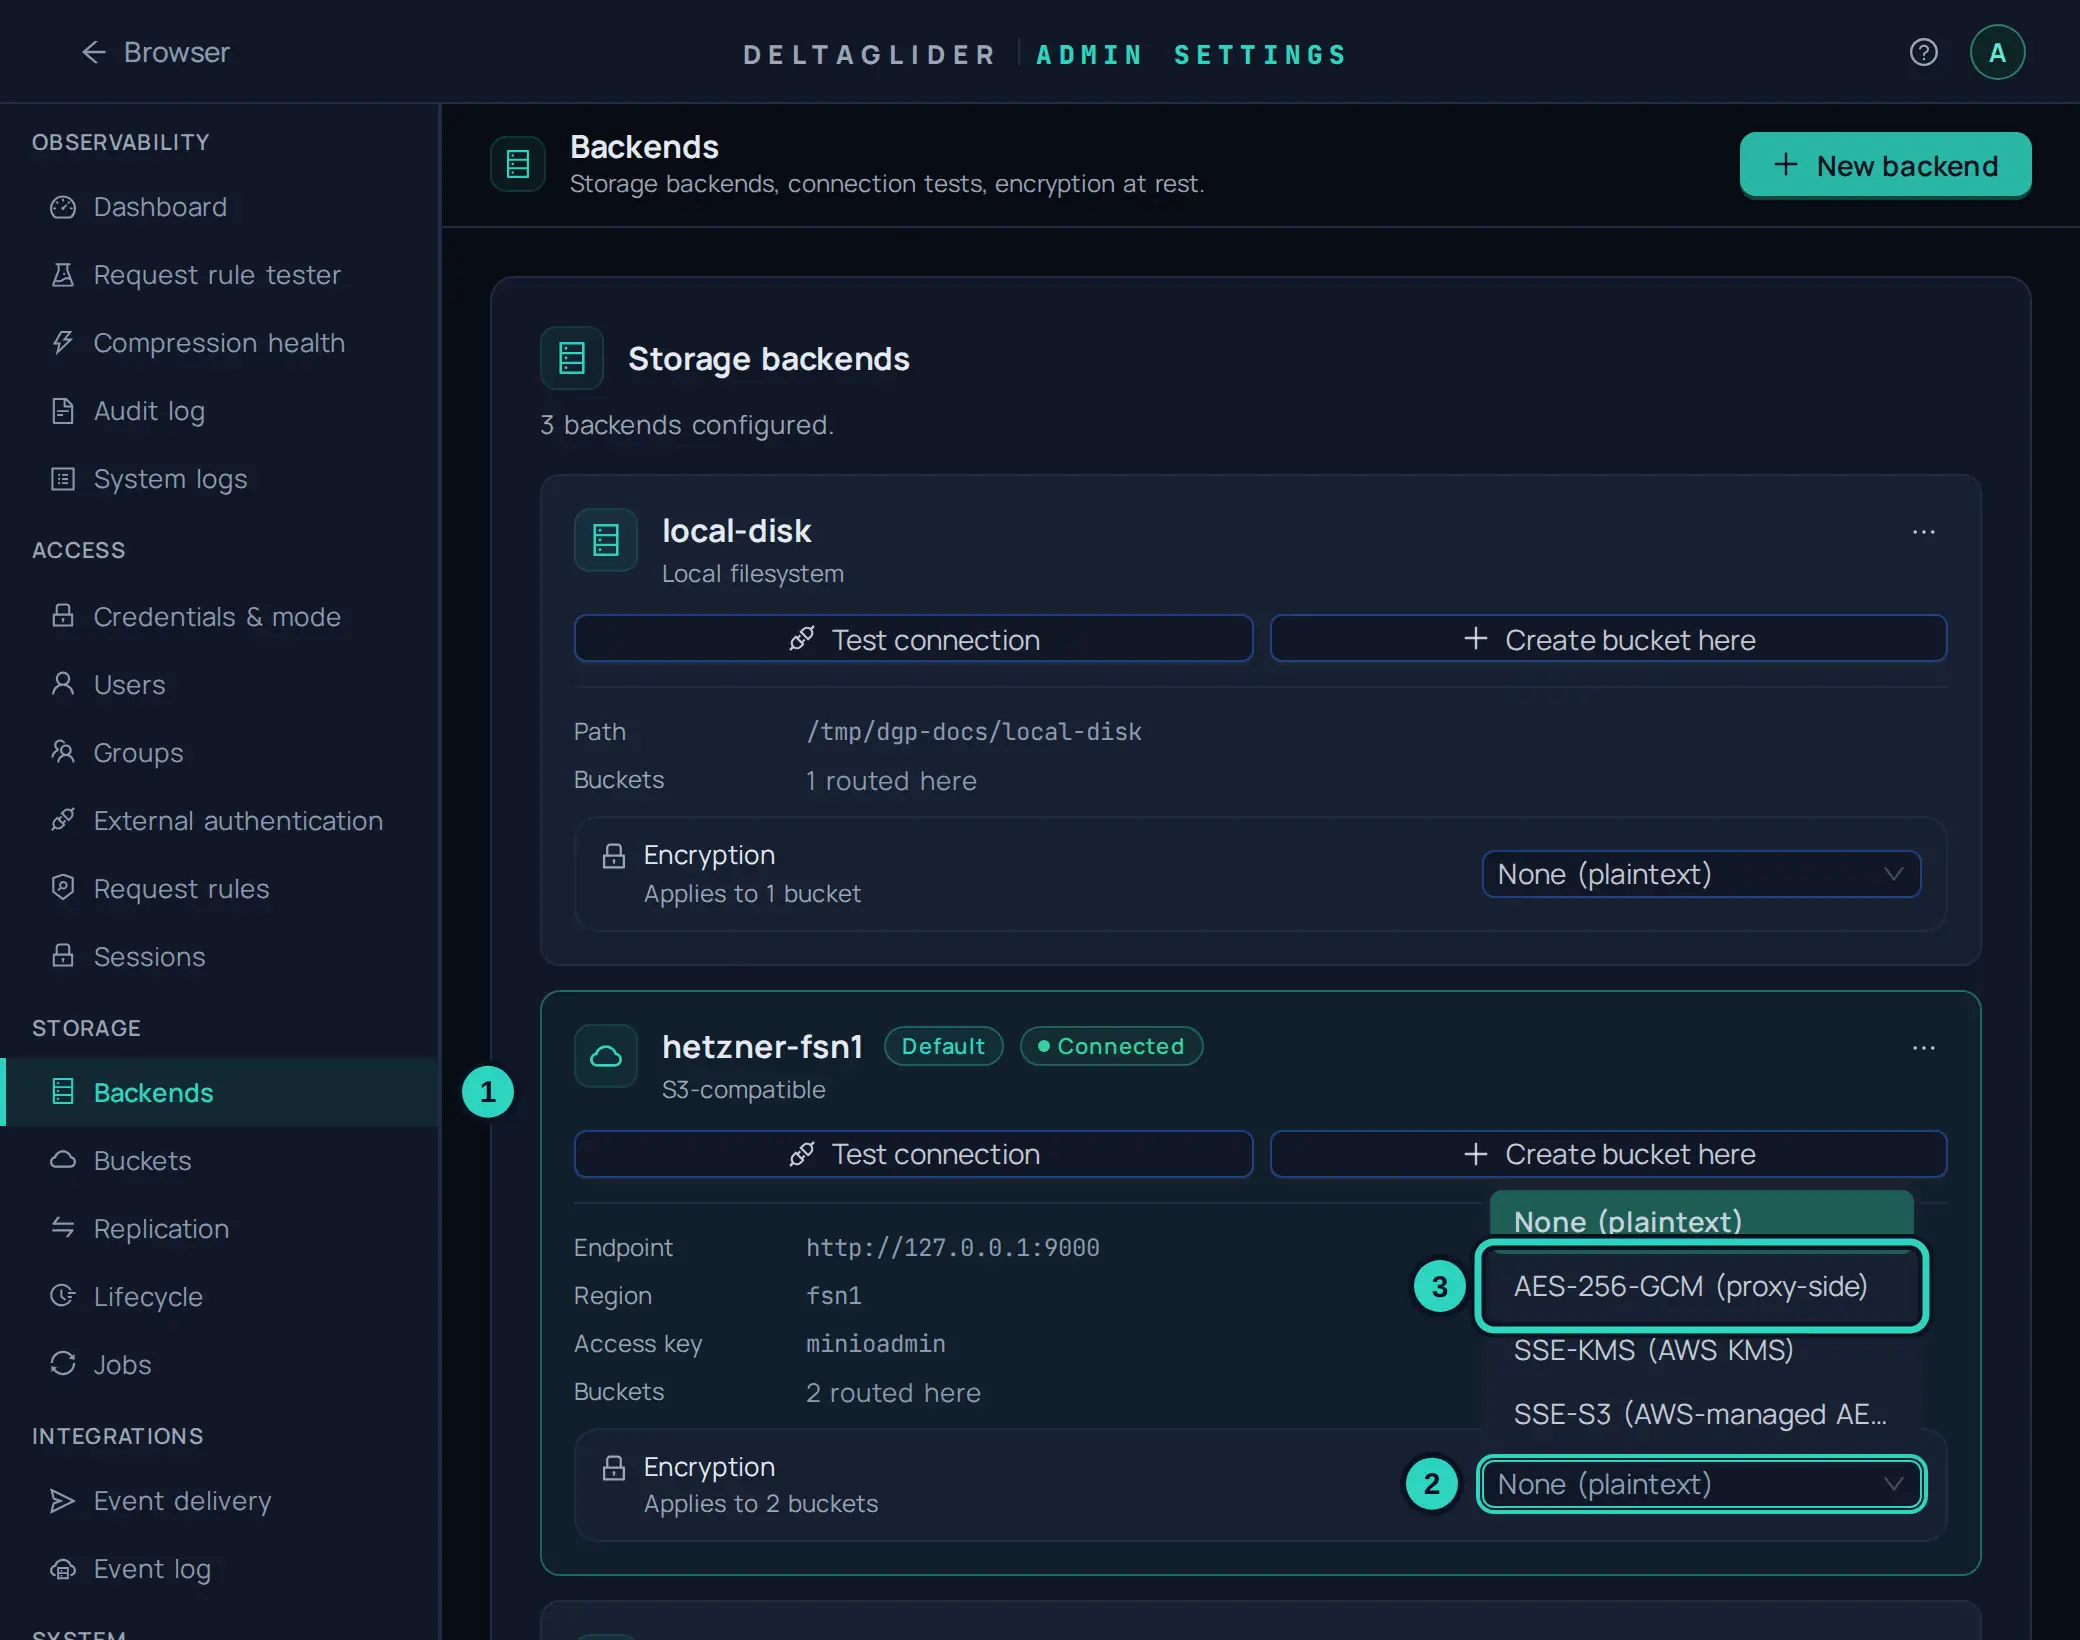 Browser
DELTAGLIDER ADMIN SETTINGS
A
OBSERVABILITY
Dashboard
Request rule tester
Compression health
Audit log
System logs
ACCESS
Credentials & mode
Users
Groups
External authentication
Request rules
Sessions
STORAGE
Backends
Buckets
Replication
Lifecycle
Jobs
INTEGRATIONS
Event delivery
Event log
SYSTEM
Backends
Storage backends, connection tests, encryption at rest.
New backend
Storage backends
3 backends configured.
local-disk
Local filesystem
Test connection
Create bucket here
Path /tmp/dgp-docs/local-disk
Buckets 1 routed here
Encryption
Applies to 1 bucket
None (plaintext)
1
hetzner-fsn1 Default Connected
S3-compatible
Test connection
Create bucket here
Endpoint http://127.0.0.1:9000
Region fsn1
Access key minioadmin
Buckets 2 routed here
None (plaintext)
3
AES-256-GCM (proxy-side)
SSE-KMS (AWS KMS)
SSE-S3 (AWS-managed AE...
Encryption
Applies to 2 buckets
2
None (plaintext)